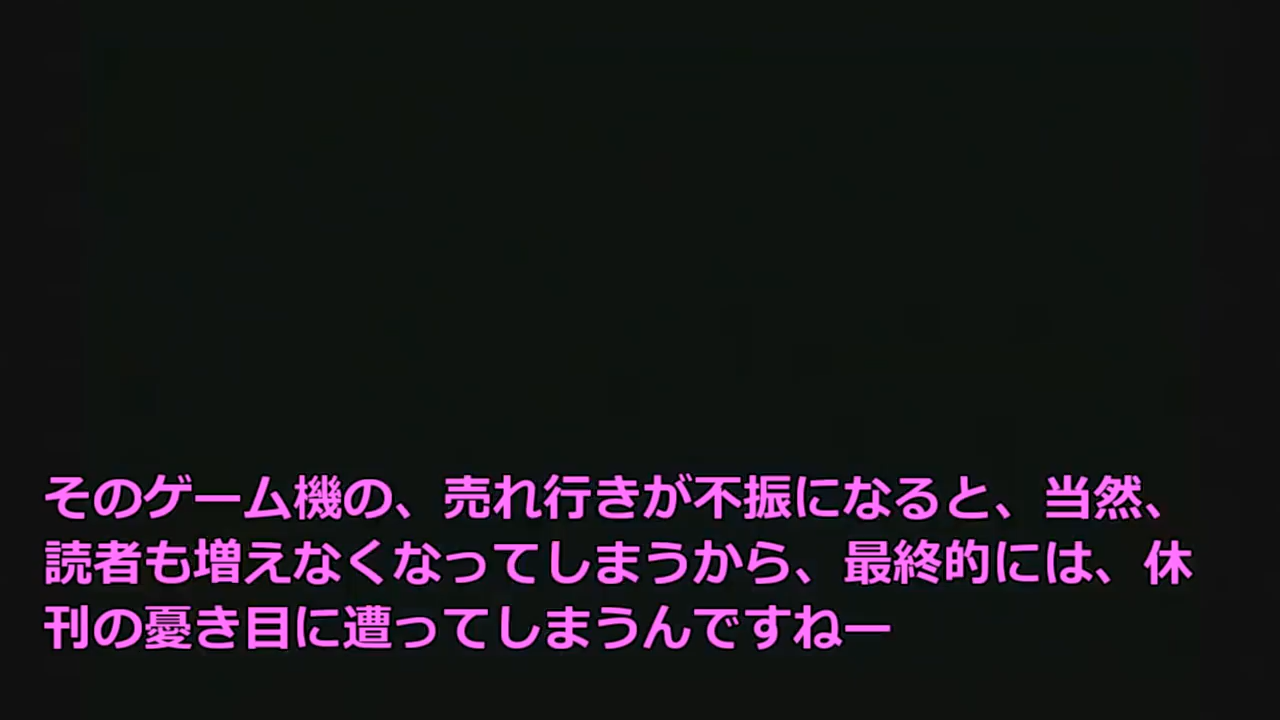 そのゲーム機の、売れ行きが不振になると、当然、
読者も増えなくなってしまうから、最終的には、休
刊の憂き目に遭ってしまうんですねー